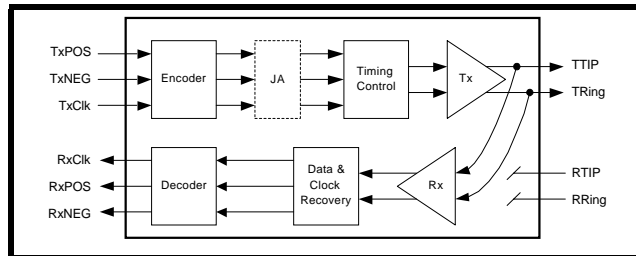 TxPOS
TxNEG
TxClk
Encoder
JA
Timing
Control
Tx
TTIP
TRing
RxClk
RxPOS
RxNEG
Decoder
Data &
Clock
Recovery
Rx
RTIP
RRing